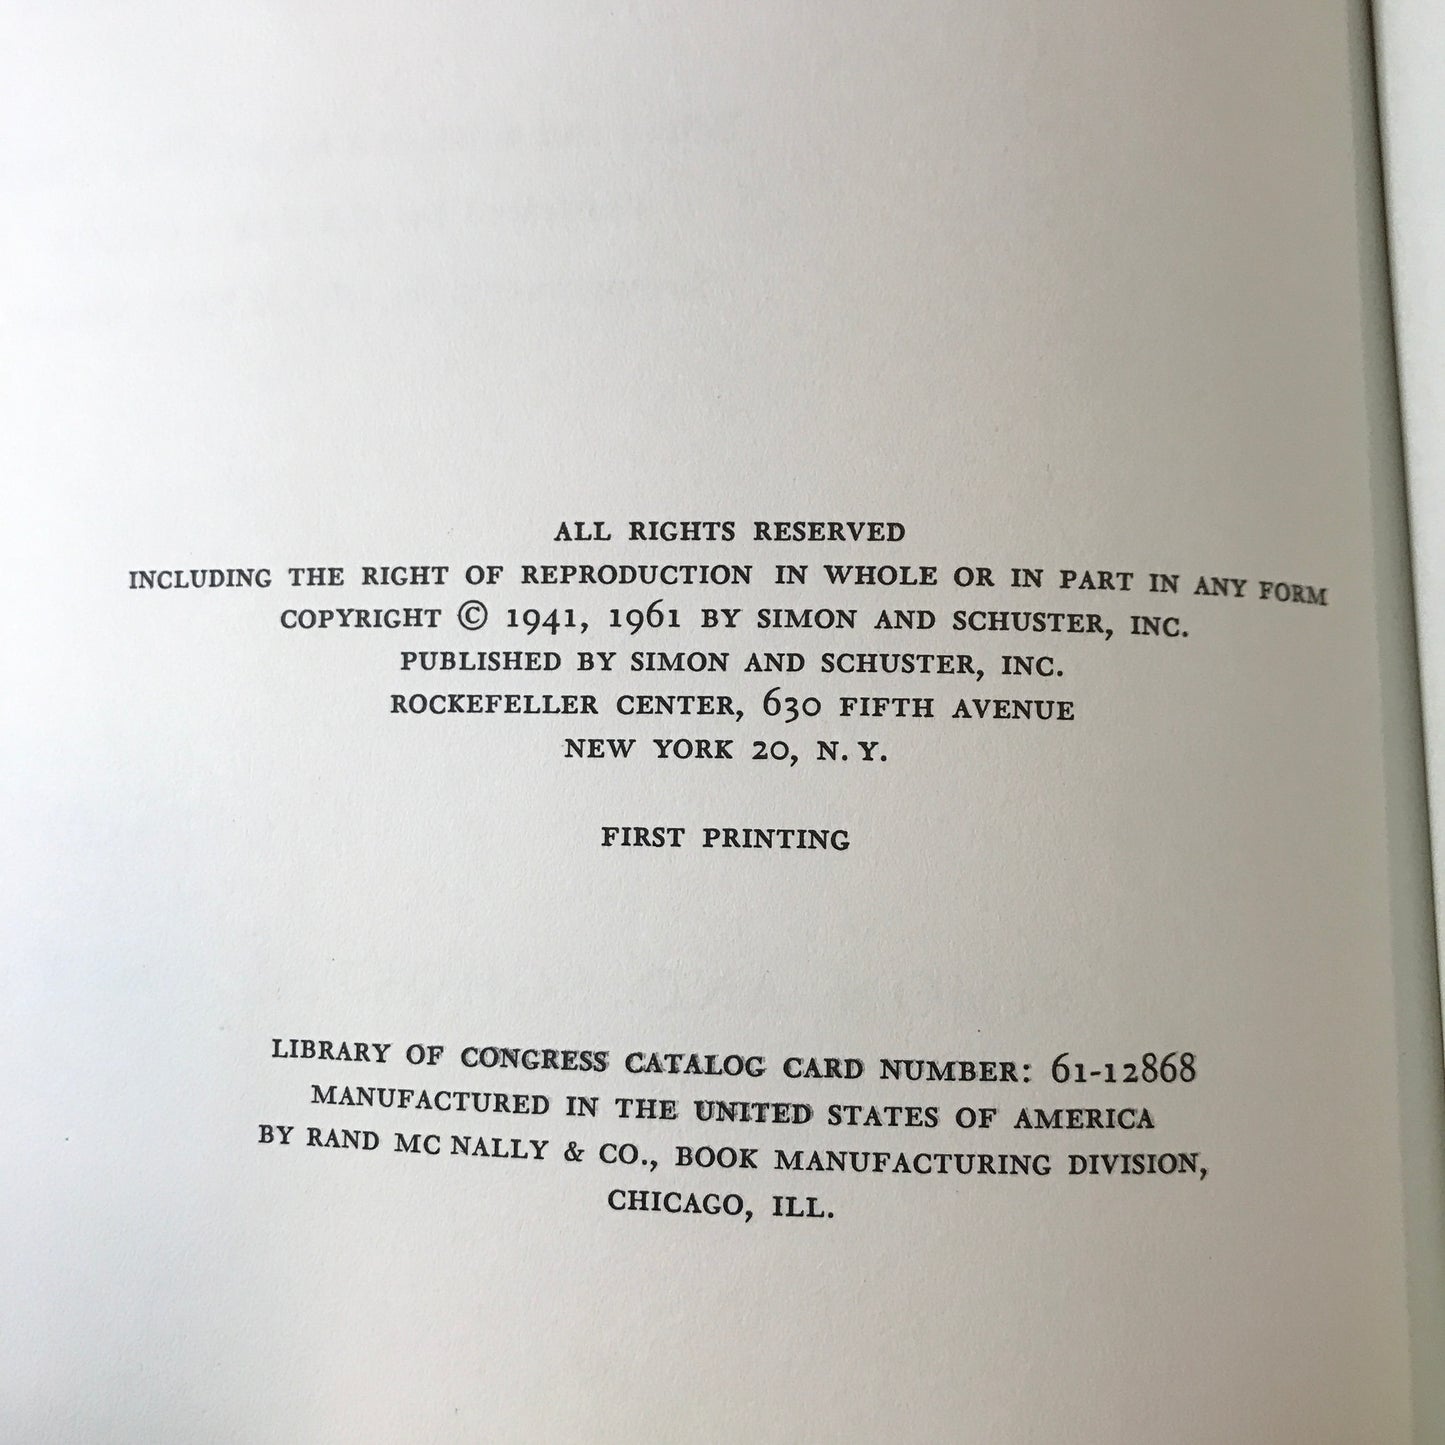 ALL RIGHTS RESERVED
INCLUDING THE RIGHT OF REPRODUCTION IN WHOLE OR IN PART IN ANY FORM
COPYRIGHT © 1941, 1961 BY SIMON AND SCHUSTER, INC.
PUBLISHED BY SIMON AND SCHUSTER, INC.
ROCKEFELLER CENTER, 630 FIFTH AVENUE
NEW YORK 20, N. Y.
FIRST PRINTING
LIBRARY OF CONGRESS CATALOG CARD NUMBER: 61-12868
MANUFACTURED IN THE UNITED STATES OF AMERICA
BY RAND MC NALLY & CO., BOOK MANUFACTURING DIVISION,
CHICAGO, ILL.